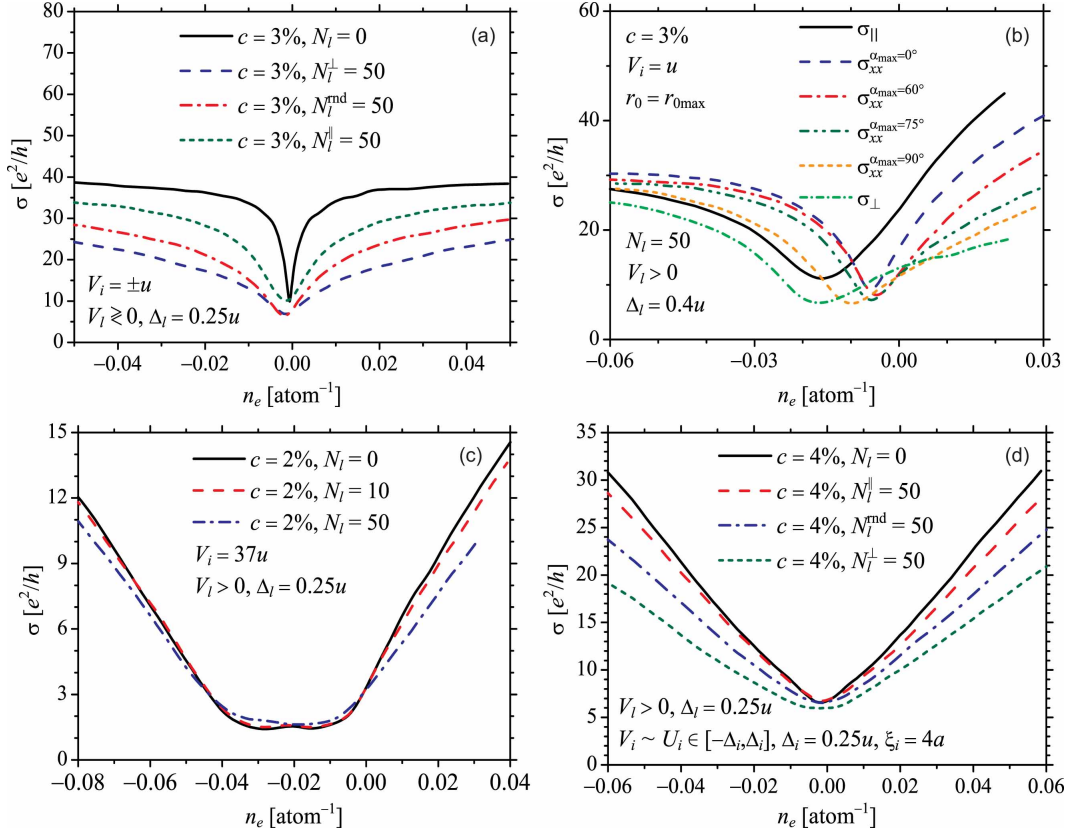 (a)
c = 3%, N_l = 0
c = 3%, N_l^⊥ = 50
c = 3%, N_l^rnd = 50
c = 3%, N_l^∥ = 50
V_i = ±u
V_l ≷ 0, Δ_l = 0.25u
σ [e²/h]
80
70
60
50
40
30
20
10
0
−0.04 −0.02 0.00 0.02 0.04
n_e [atom⁻¹]
(b)
c = 3%
V_i = u
r_0 = r_0max
σ_||
σ_xx^α_max=0°
σ_xx^α_max=60°
σ_xx^α_max=75°
σ_xx^α_max=90°
σ_⊥
N_l = 50
V_l > 0
Δ_l = 0.4u
σ [e²/h]
60
40
20
0
−0.06 −0.03 0.00 0.03
n_e [atom⁻¹]
(c)
c = 2%, N_l = 0
c = 2%, N_l = 10
c = 2%, N_l = 50
V_i = 37u
V_l > 0, Δ_l = 0.25u
σ [e²/h]
15
12
9
6
3
0
−0.08 −0.06 −0.04 −0.02 0.00 0.02 0.04
n_e [atom⁻¹]
(d)
c = 4%, N_l = 0
c = 4%, N_l^∥ = 50
c = 4%, N_l^rnd = 50
c = 4%, N_l^⊥ = 50
V_l > 0, Δ_l = 0.25u
V_i ~ U_i ∈ [−Δ_i,Δ_i], Δ_i = 0.25u, ξ_i = 4a
σ [e²/h]
35
30
25
20
15
10
5
0
−0.06 −0.04 −0.02 0.00 0.02 0.04 0.06
n_e [atom⁻¹]